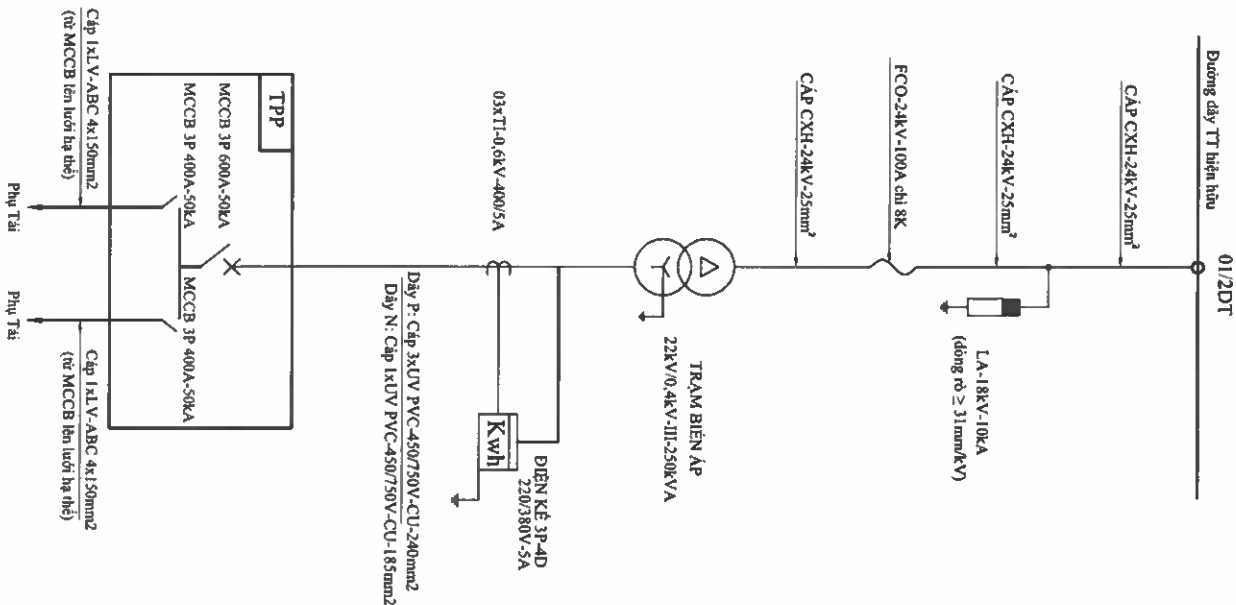 Đường dây TT hiện hữu
01/2DT
CÁP CXH-24kV-25mm²
CÁP CXH-24kV-25mm²
LA-18kV-10kA
(dòng rò ≥ 31mm/kV)
FCO-24kV-100A chì 8K
CÁP CXH-24kV-25mm²
TRẠM BIẾN ÁP
22kV/0,4kV-III-250kVA
03xTI-0,6kV-400/5A
Kwh
ĐIỆN KẾ 3P-4D
220/380V-5A
Dây P: Cáp 3xUV PVC-450/750V-CU-240mm2
Dây N: Cáp 1xUV PVC-450/750V-CU-185mm2
TPP
MCCB 3P 600A-50kA
MCCB 3P 400A-50kA
MCCB 3P 400A-50kA
Cáp 1xLV-ABC 4x150mm2
(từ MCCB lên lưới hạ thế)
Cáp 1xLV-ABC 4x150mm2
(từ MCCB lên lưới hạ thế)
Phụ Tải
Phụ Tải